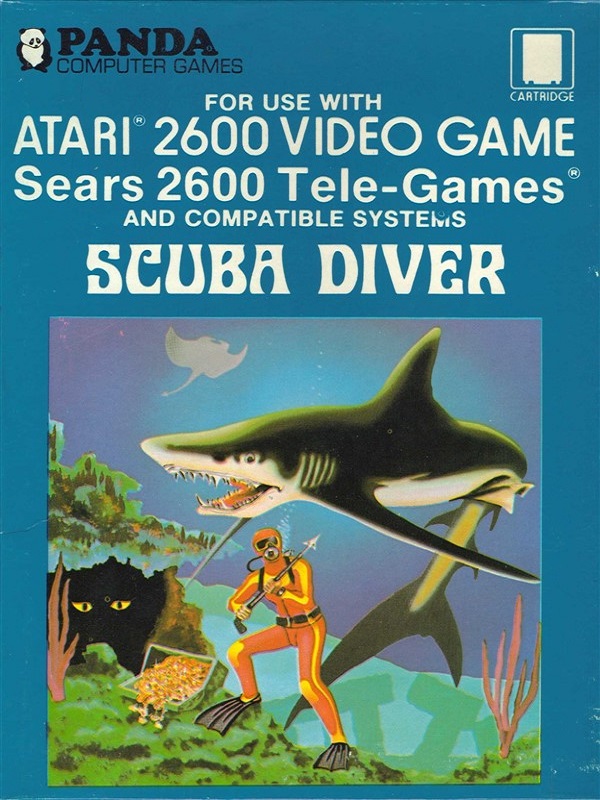 PANDA
COMPUTER GAMES
CARTRIDGE
FOR USE WITH
ATARI® 2600 VIDEO GAME
Sears 2600 Tele-Games®
AND COMPATIBLE SYSTEMS
SCUBA DIVER